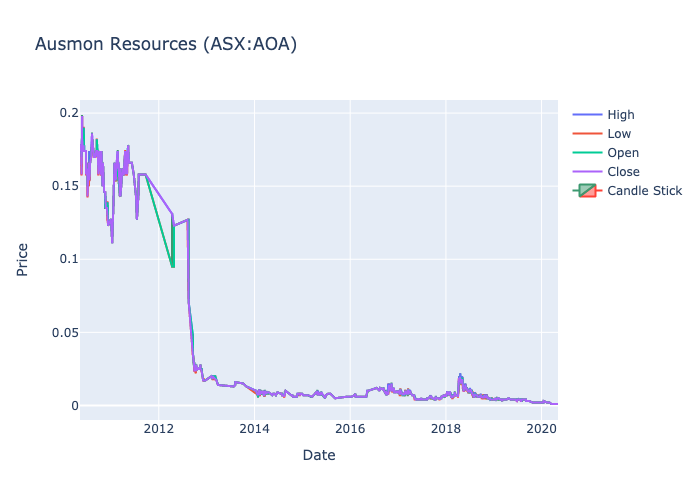 Ausmon Resources (ASX:AOA)
0.2
0.15
0.1
0.05
0
Price
2012
2014
2016
2018
2020
Date
High
Low
Open
Close
Candle Stick